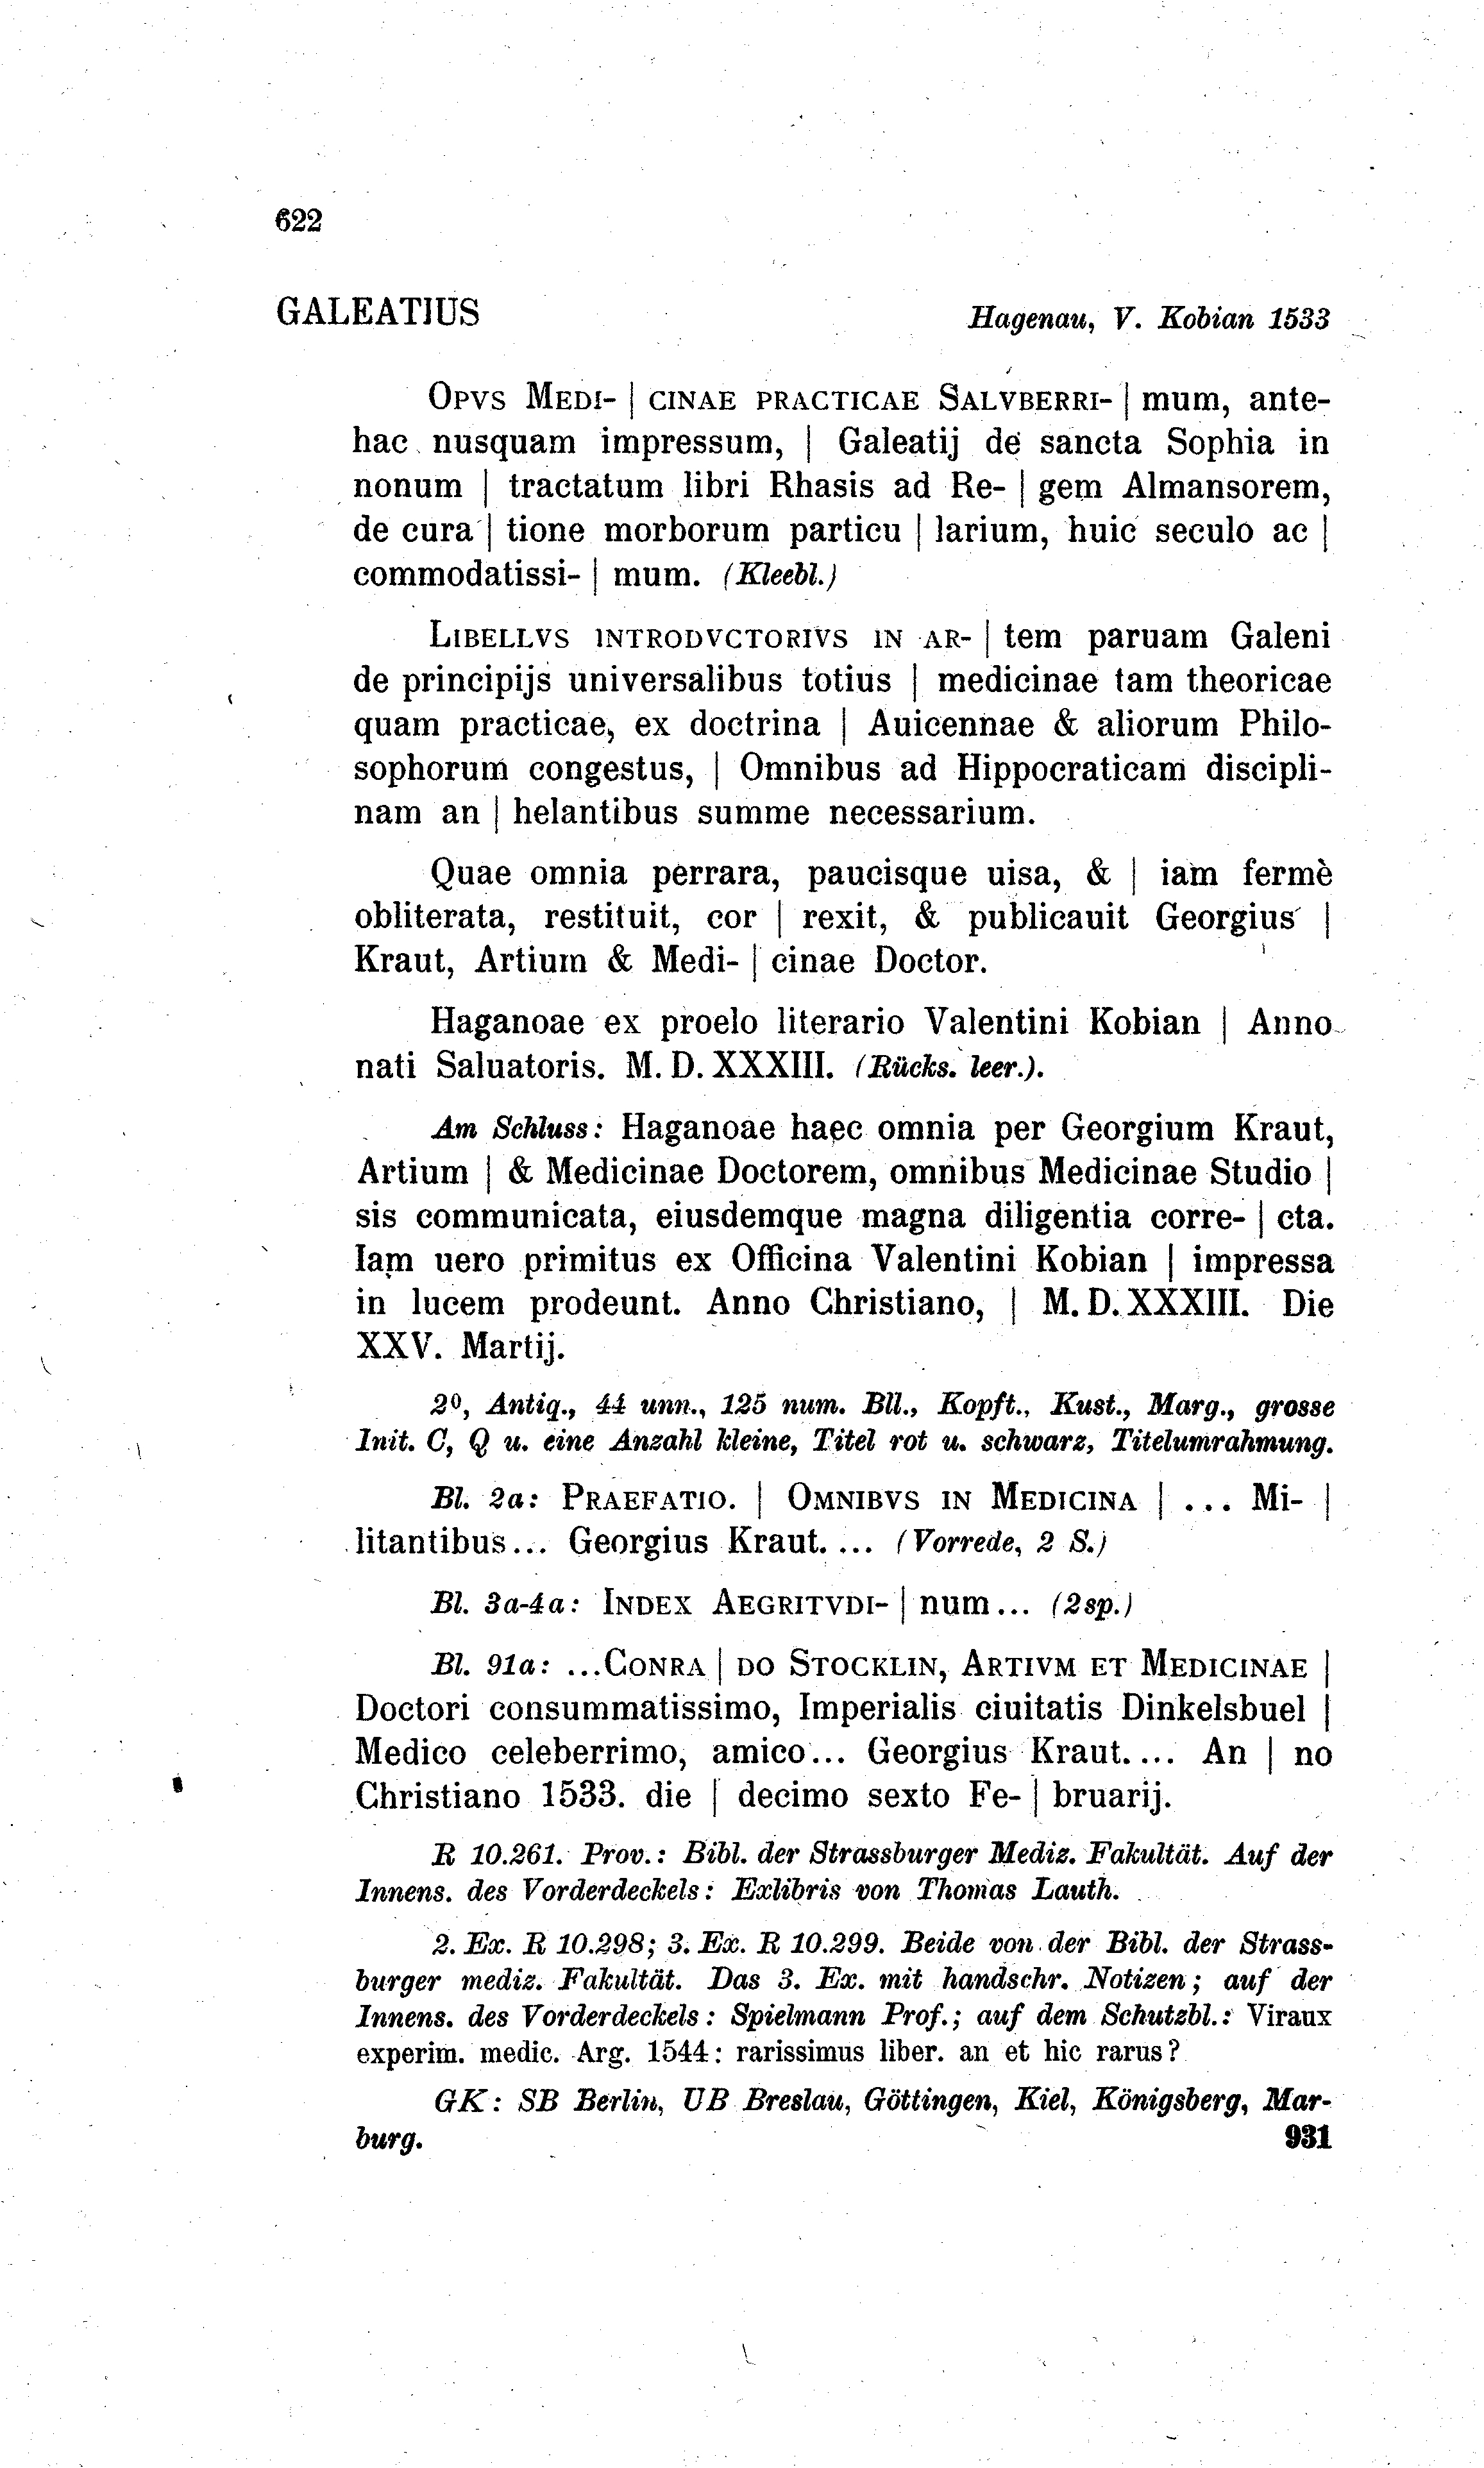 622
GALEATIUS Hagenau, V. Kobian 1533
OPVS MEDI- | CINAE PRACTICAE SALVBERRI- | mum, ante-
hac nusquam impressum, | Galeatij de sancta Sophia in
nonum | tractatum libri Rhasis ad Re- | gem Almansorem,
de cura | tione morborum particu | larium, huic seculo ac |
commodatissi- | mum. (Kleebl.)
LIBELLVS INTRODVCTORIVS IN AR- | tem paruam Galeni
de principijs universalibus totius | medicinae tam theoricae
quam practicae, ex doctrina | Auicennae & aliorum Philo-
sophorum congestus, | Omnibus ad Hippocraticam discipli-
nam an | helantibus summe necessarium.
Quae omnia perrara, paucisque uisa, & | iam fermè
obliterata, restituit, cor | rexit, & publicauit Georgius |
Kraut, Artium & Medi- | cinae Doctor.
Haganoae ex proelo literario Valentini Kobian | Anno
nati Saluatoris. M. D. XXXIII. (Rücks. leer.).
Am Schluss: Haganoae haec omnia per Georgium Kraut,
Artium | & Medicinae Doctorem, omnibus Medicinae Studio |
sis communicata, eiusdemque magna diligentia corre- | cta.
Iam uero primitus ex Officina Valentini Kobian | impressa
in lucem prodeunt. Anno Christiano, | M. D. XXXIII. Die
XXV. Martij.
2⁰, Antiq., 44 unn., 125 num. Bll., Kopft., Kust., Marg., grosse
Init. C, Q u. eine Anzahl kleine, Titel rot u. schwarz, Titelumrahmung.
Bl. 2a: PRAEFATIO. | OMNIBVS IN MEDICINA | ... Mi- |
litantibus... Georgius Kraut. ... (Vorrede, 2 S.)
Bl. 3a-4a: INDEX AEGRITVDI- | num... (2sp.)
Bl. 91a: ...CONRA | DO STOCKLIN, ARTIVM ET MEDICINAE |
Doctori consummatissimo, Imperialis ciuitatis Dinkelsbuel |
Medico celeberrimo, amico... Georgius Kraut. ... An | no
Christiano 1533. die | decimo sexto Fe- | bruarij.
R 10.261. Prov.: Bibl. der Strassburger Mediz. Fakultät. Auf der
Innens. des Vorderdeckels: Exlibris von Thomas Lauth.
2. Ex. R 10.298; 3. Ex. R 10.299. Beide von der Bibl. der Strass-
burger mediz. Fakultät. Das 3. Ex. mit handschr. Notizen; auf der
Innens. des Vorderdeckels: Spielmann Prof.; auf dem Schutzbl.: Viraux
experim. medic. Arg. 1544: rarissimus liber. an et hic rarus?
GK: SB Berlin, UB Breslau, Göttingen, Kiel, Königsberg, Mar-
burg. 931